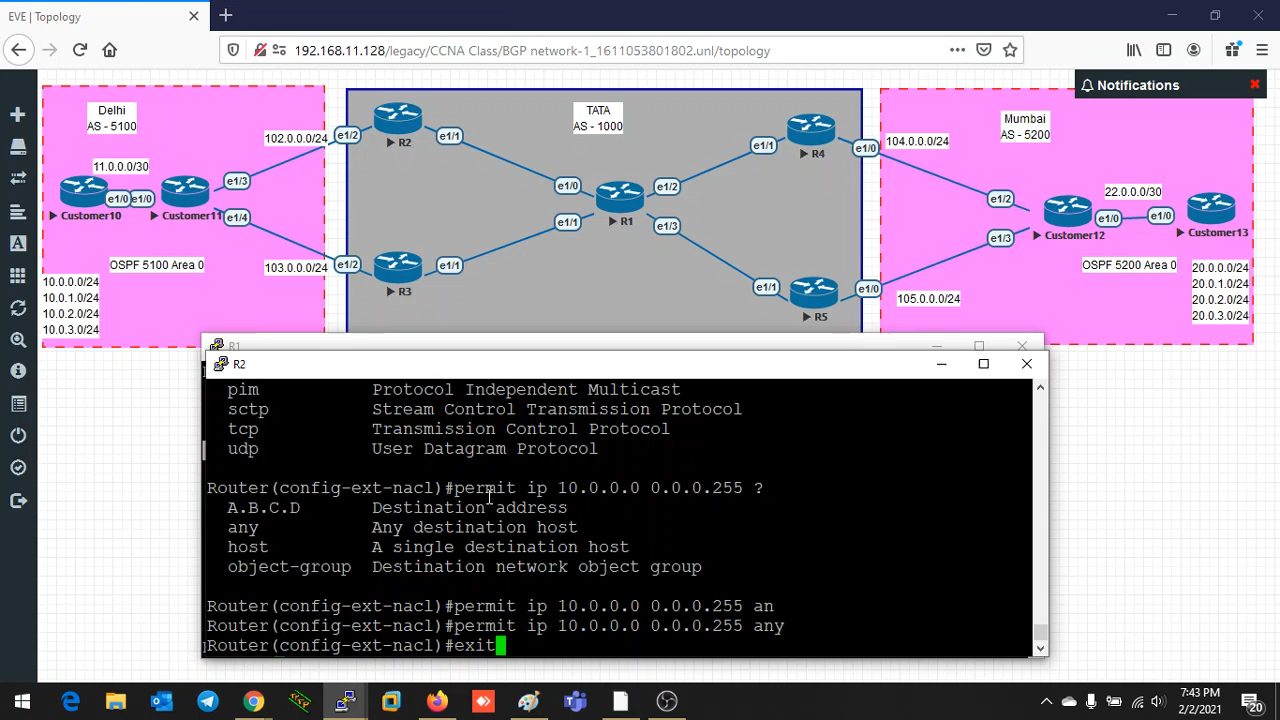 EVE | Topology
192.168.11.128/legacy/CCNA Class/BGP network-1_1611053801802.unl/topology
Notifications
Delhi
AS - 5100
TATA
AS - 1000
Mumbai
AS - 5200
102.0.0.0/24
e1/2
R2
e1/1
e1/1
R4
e1/0
104.0.0.0/24
11.0.0.0/30
e1/3
e1/0
R1
e1/2
22.0.0.0/30
Customer10
e1/0
e1/0
Customer11
e1/4
e1/1
e1/3
e1/2
Customer12
e1/0
e1/0
Customer13
e1/3
OSPF 5100 Area 0
103.0.0.0/24
e1/2
R3
e1/1
e1/1
R5
e1/0
105.0.0.0/24
OSPF 5200 Area 0
10.0.0.0/24
10.0.1.0/24
10.0.2.0/24
10.0.3.0/24
20.0.0.0/24
20.0.1.0/24
20.0.2.0/24
20.0.3.0/24
R1
R2
pim Protocol Independent Multicast
sctp Stream Control Transmission Protocol
tcp Transmission Control Protocol
udp User Datagram Protocol
Router(config-ext-nacl)#permit ip 10.0.0.0 0.0.0.255 ?
A.B.C.D Destination address
any Any destination host
host A single destination host
object-group Destination network object group
Router(config-ext-nacl)#permit ip 10.0.0.0 0.0.0.255 an
Router(config-ext-nacl)#permit ip 10.0.0.0 0.0.0.255 any
Router(config-ext-nacl)#exit
7:43 PM
2/2/2021
20